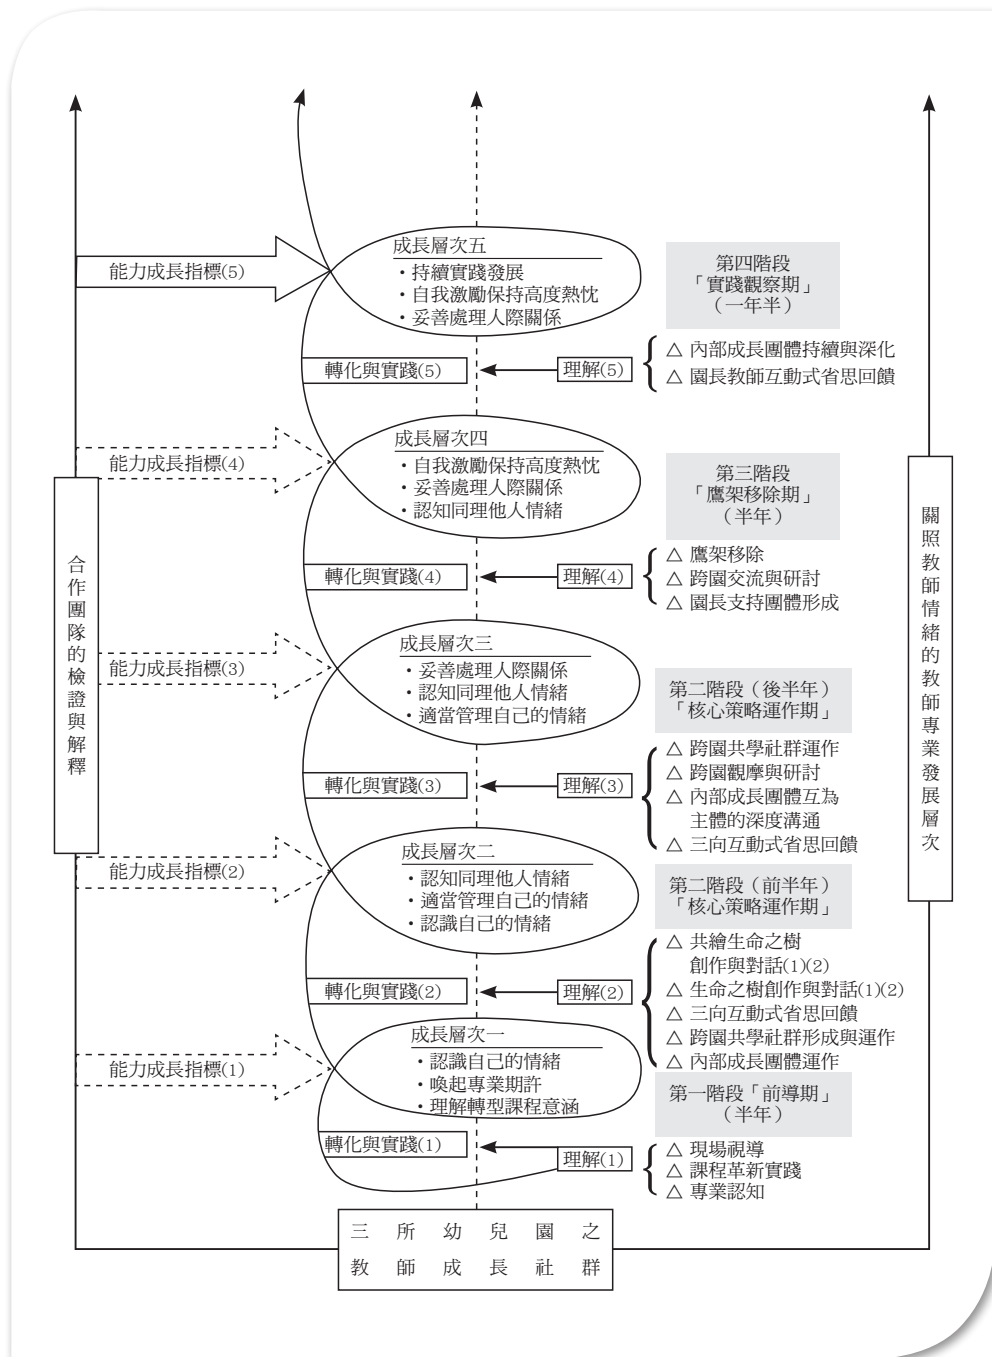 成長層次五
・持續實踐發展
・自我激勵保持高度熱忱
・妥善處理人際關係
能力成長指標(5)
第四階段
「實踐觀察期」
（一年半）
轉化與實踐(5)
理解(5)
△ 內部成長團體持續與深化
△ 園長教師互動式省思回饋
成長層次四
・自我激勵保持高度熱忱
・妥善處理人際關係
・認知同理他人情緒
能力成長指標(4)
第三階段
「鷹架移除期」
（半年）
轉化與實踐(4)
理解(4)
△ 鷹架移除
△ 跨園交流與研討
△ 園長支持團體形成
合作團隊的檢證與解釋
關照教師情緒的教師專業發展層次
成長層次三
・妥善處理人際關係
・認知同理他人情緒
・適當管理自己的情緒
能力成長指標(3)
第二階段（後半年）
「核心策略運作期」
轉化與實踐(3)
理解(3)
△ 跨園共學社群運作
△ 跨園觀摩與研討
△ 內部成長團體互為
主體的深度溝通
△ 三向互動式省思回饋
成長層次二
・認知同理他人情緒
・適當管理自己的情緒
・認識自己的情緒
能力成長指標(2)
第二階段（前半年）
「核心策略運作期」
轉化與實踐(2)
理解(2)
△ 共繪生命之樹
創作與對話(1)(2)
△ 生命之樹創作與對話(1)(2)
△ 三向互動式省思回饋
△ 跨園共學社群形成與運作
△ 內部成長團體運作
成長層次一
・認識自己的情緒
・喚起專業期許
・理解轉型課程意涵
能力成長指標(1)
第一階段「前導期」
（半年）
轉化與實踐(1)
理解(1)
△ 現場視導
△ 課程革新實踐
△ 專業認知
三所幼兒園之
教師成長社群